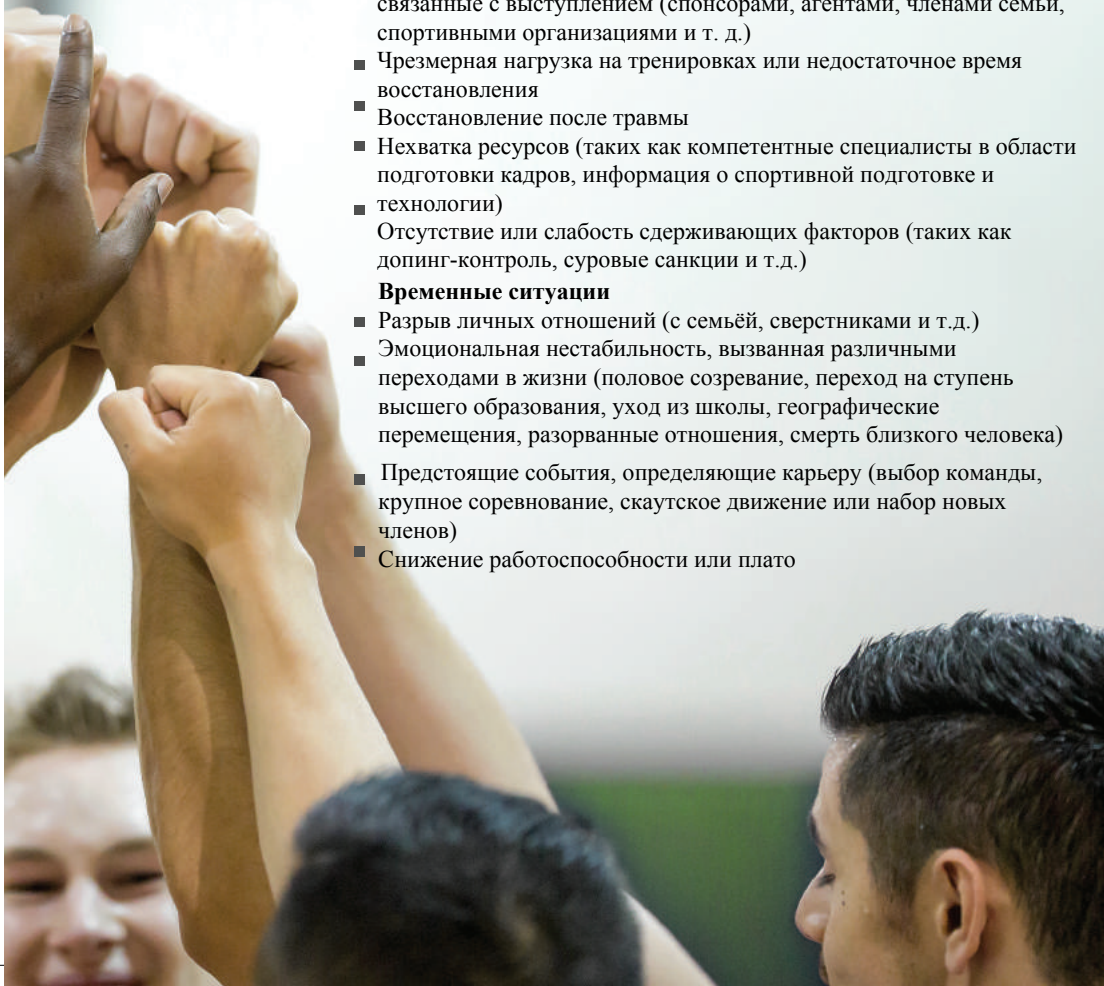 связанные с выступлением (спонсорами, агентами, членами семьи,
спортивными организациями и т. д.)
Чрезмерная нагрузка на тренировках или недостаточное время
восстановления
Восстановление после травмы
Нехватка ресурсов (таких как компетентные специалисты в области
подготовки кадров, информация о спортивной подготовке и
технологии)
Отсутствие или слабость сдерживающих факторов (таких как
допинг-контроль, суровые санкции и т.д.)
Временные ситуации
Разрыв личных отношений (с семьёй, сверстниками и т.д.)
Эмоциональная нестабильность, вызванная различными
переходами в жизни (половое созревание, переход на ступень
высшего образования, уход из школы, географические
перемещения, разорванные отношения, смерть близкого человека)
Предстоящие события, определяющие карьеру (выбор команды,
крупное соревнование, скаутское движение или набор новых
членов)
Снижение работоспособности или плато